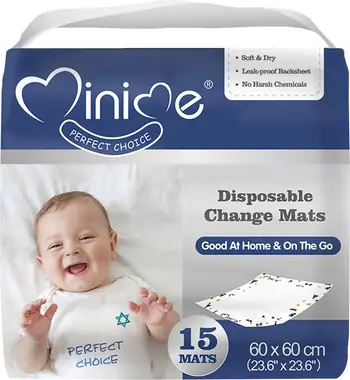 • Soft & Dry
• Leak-proof Backsheet
• No Harsh Chemicals
Minime®
PERFECT CHOICE
Disposable
Change Mats
Good At Home & On The Go
PERFECT
CHOICE
15
MATS
60 x 60 cm
(23.6" x 23.6")